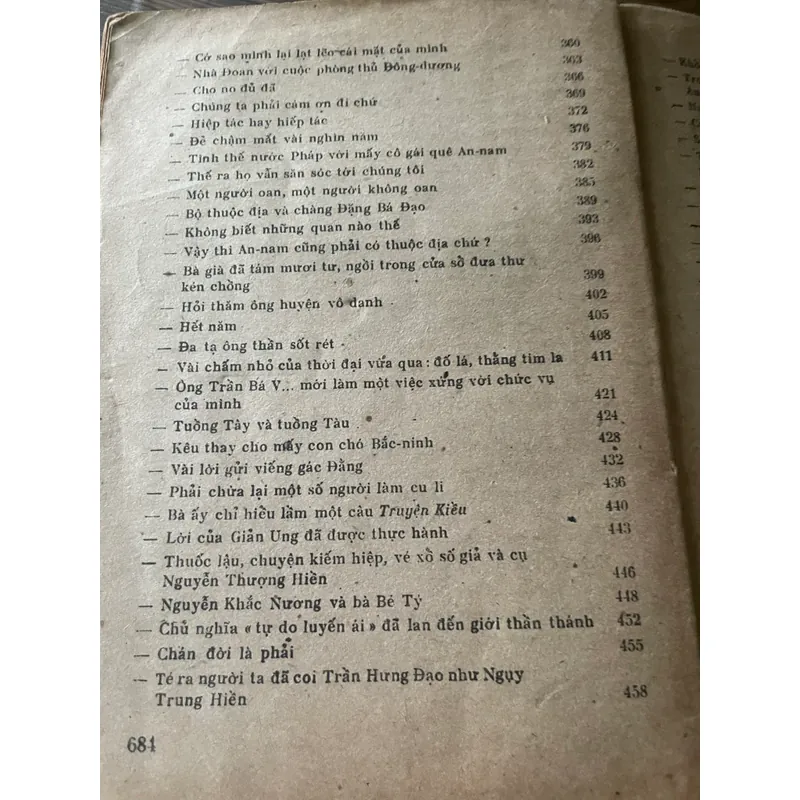 — Cớ sao mình lại lạt lẽo cái mặt của mình 360
— Nhà Đoan với cuộc phòng thủ Đông-dương 363
— Cho no đủ đã 366
— Chúng ta phải cảm ơn đi chứ 369
— Hiệp tác hay hiếp tác 372
— Đẻ chậm mất vài nghìn năm 376
— Tình thế nước Pháp với mấy cô gái quê An-nam 379
— Thế ra họ vẫn săn sóc tới chúng tôi 382
— Một người oan, một người không oan 385
— Bộ thuộc địa và chàng Đặng Bá Đạo 389
— Không biết những quan nào thế 393
— Vậy thì An-nam cũng phải có thuộc địa chứ ? 396
— Bà già đã tám mươi tư, ngồi trong cửa sổ đưa thư
kén chồng 399
— Hỏi thăm ông huyện vô danh 402
— Hết năm 405
— Đa tạ ông thần sốt rét 408
— Vài chấm nhỏ của thời đại vừa qua : đố lá, thằng tìm la 411
— Ông Trần Bá V... mới làm một việc xứng với chức vụ
của mình 421
— Tuồng Tây và tuồng Tàu 424
— Kêu thay cho mấy con chó Bắc-ninh 428
— Vài lời gửi viếng gác Đằng 432
— Phải chừa lại một số người làm cu li 436
— Bà ấy chỉ hiểu lầm một câu Truyện Kiều 440
— Lời của Giản Ung đã được thực hành 443
— Thuốc lậu, chuyện kiếm hiệp, vé xổ số giả và cụ
Nguyễn Thượng Hiền 446
— Nguyễn Khắc Nương và bà Bé Tý 448
— Chủ nghĩa « tự do luyến ái » đã lan đến giới thần thánh 452
— Chán đời là phải 455
— Té ra người ta đã coi Trần Hưng Đạo như Ngụy
Trung Hiền 458
684